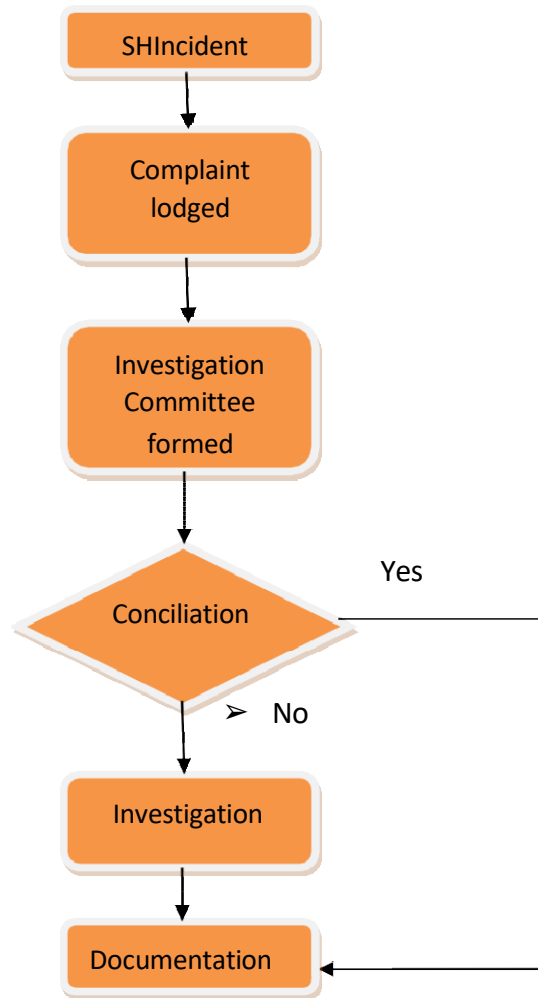 SHIncident
Complaint
lodged
Investigation
Committee
formed
Conciliation
Yes
➢ No
Investigation
Documentation